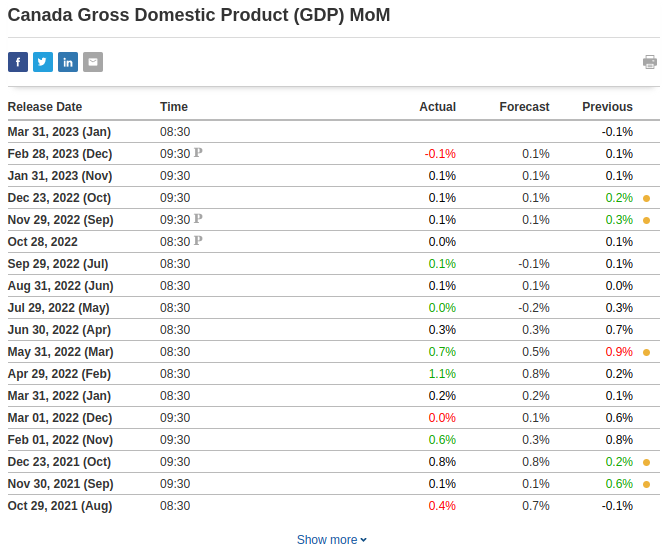 Canada Gross Domestic Product (GDP) MoM
f in
Release Date Time Actual Forecast Previous
Mar 31, 2023 (Jan) 08:30 -0.1%
Feb 28, 2023 (Dec) 09:30 P -0.1% 0.1% 0.1%
Jan 31, 2023 (Nov) 09:30 0.1% 0.1% 0.1%
Dec 23, 2022 (Oct) 09:30 0.1% 0.1% 0.2%
Nov 29, 2022 (Sep) 09:30 P 0.1% 0.1% 0.3%
Oct 28, 2022 08:30 P 0.0% 0.1%
Sep 29, 2022 (Jul) 08:30 0.1% -0.1% 0.1%
Aug 31, 2022 (Jun) 08:30 0.1% 0.1% 0.0%
Jul 29, 2022 (May) 08:30 0.0% -0.2% 0.3%
Jun 30, 2022 (Apr) 08:30 0.3% 0.3% 0.7%
May 31, 2022 (Mar) 08:30 0.7% 0.5% 0.9%
Apr 29, 2022 (Feb) 08:30 1.1% 0.8% 0.2%
Mar 31, 2022 (Jan) 08:30 0.2% 0.2% 0.1%
Mar 01, 2022 (Dec) 09:30 0.0% 0.1% 0.6%
Feb 01, 2022 (Nov) 09:30 0.6% 0.3% 0.8%
Dec 23, 2021 (Oct) 09:30 0.8% 0.8% 0.2%
Nov 30, 2021 (Sep) 09:30 0.1% 0.1% 0.6%
Oct 29, 2021 (Aug) 08:30 0.4% 0.7% -0.1%
Show more